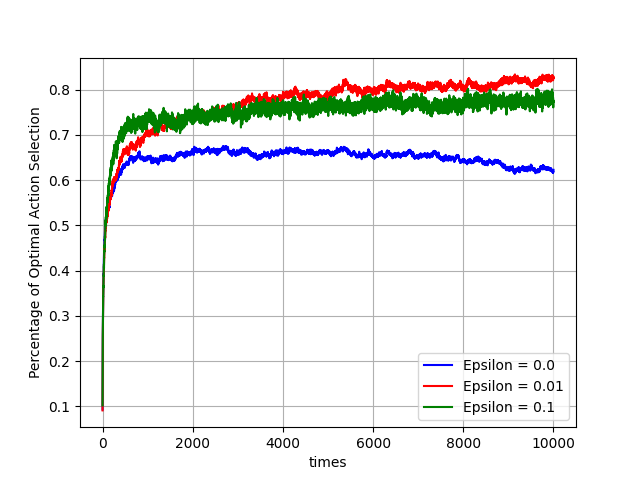 0.8
0.7
0.6
0.5
0.4
0.3
0.2
0.1
Percentage of Optimal Action Selection
0 2000 4000 6000 8000 10000
times
Epsilon = 0.0
Epsilon = 0.01
Epsilon = 0.1